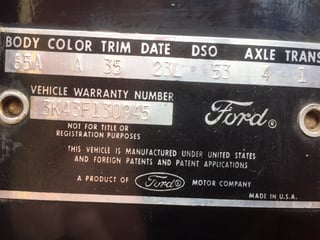 BODY COLOR TRIM DATE DSO AXLE TRANS
65A A 35 23L 53 4 1
VEHICLE WARRANTY NUMBER
3K43F130945
Ford®
NOT FOR TITLE OR
REGISTRATION PURPOSES
THIS VEHICLE IS MANUFACTURED UNDER UNITED STATES
AND FOREIGN PATENTS AND PATENT APPLICATIONS
A PRODUCT OF Ford® MOTOR COMPANY
MADE IN U.S.A.